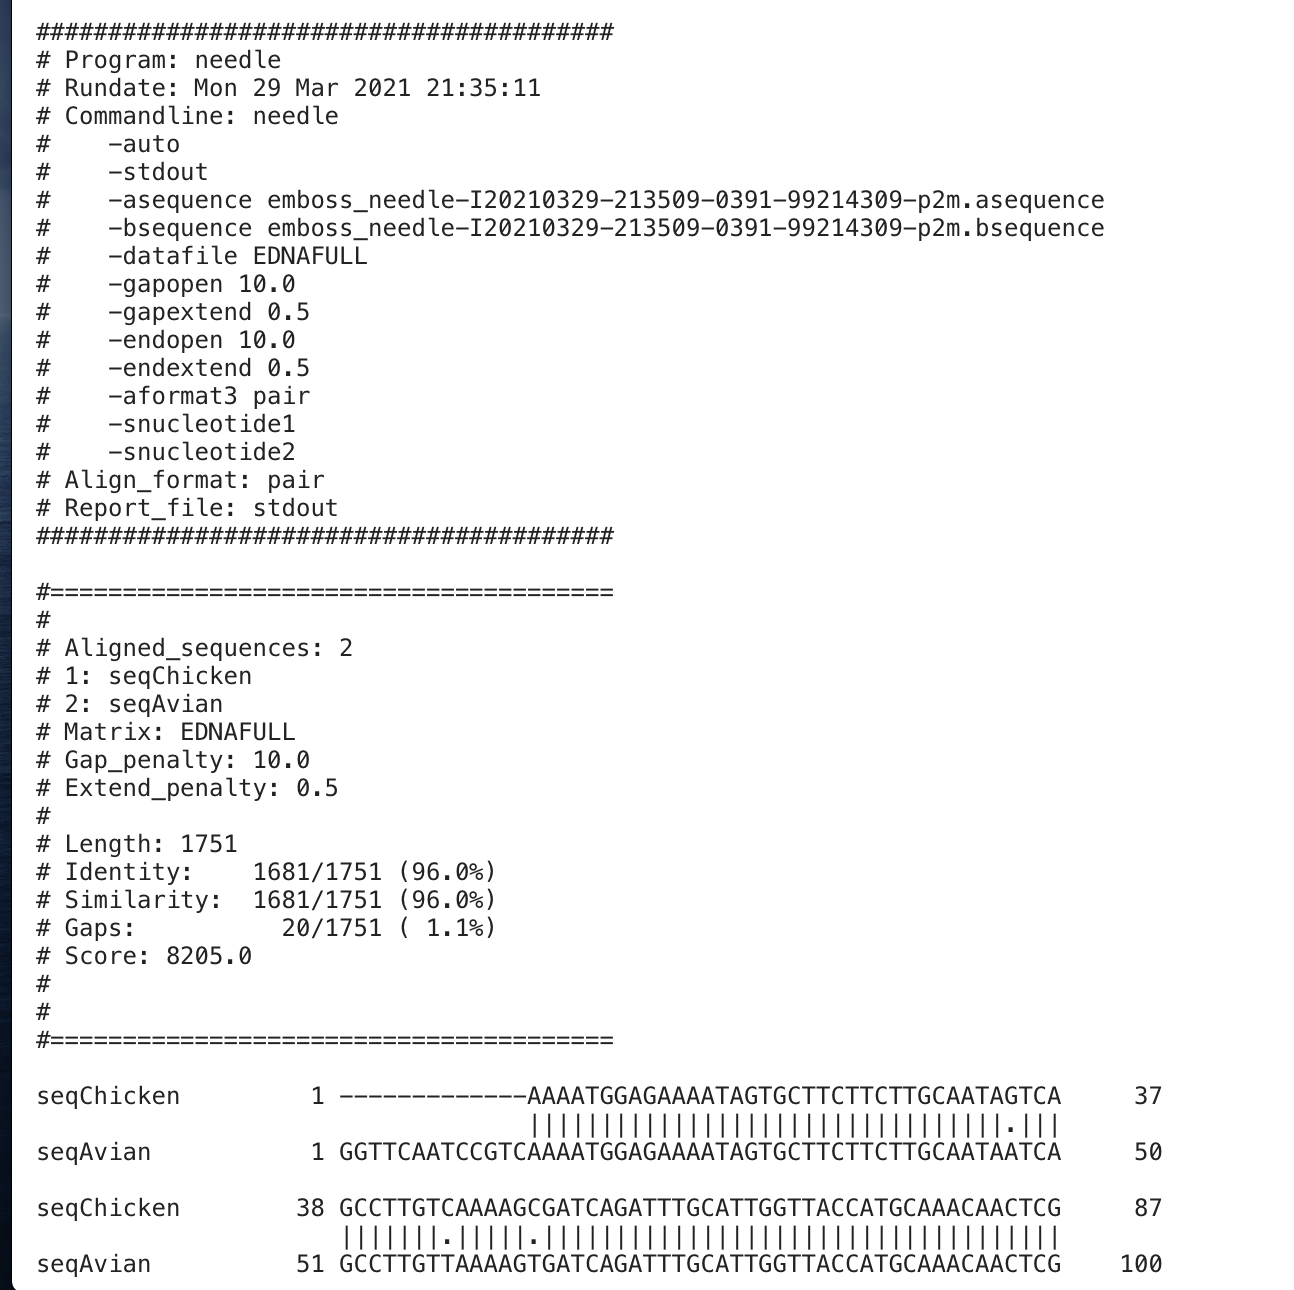 ########################################
# Program: needle
# Rundate: Mon 29 Mar 2021 21:35:11
# Commandline: needle
#    -auto
#    -stdout
#    -asequence emboss_needle-I20210329-213509-0391-99214309-p2m.asequence
#    -bsequence emboss_needle-I20210329-213509-0391-99214309-p2m.bsequence
#    -datafile EDNAFULL
#    -gapopen 10.0
#    -gapextend 0.5
#    -endopen 10.0
#    -endextend 0.5
#    -aformat3 pair
#    -snucleotide1
#    -snucleotide2
# Align_format: pair
# Report_file: stdout
########################################

#=======================================
#
# Aligned_sequences: 2
# 1: seqChicken
# 2: seqAvian
# Matrix: EDNAFULL
# Gap_penalty: 10.0
# Extend_penalty: 0.5
#
# Length: 1751
# Identity:    1681/1751 (96.0%)
# Similarity:  1681/1751 (96.0%)
# Gaps:          20/1751 ( 1.1%)
# Score: 8205.0
#
#
#=======================================

seqChicken         1 -------------AAAATGGAGAAAATAGTGCTTCTTCTTGCAATAGTCA     37
                                  |||||||||||||||||||||||||||||||||.|||
seqAvian           1 GGTTCAATCCGTCAAAATGGAGAAAATAGTGCTTCTTCTTGCAATAATCA     50

seqChicken        38 GCCTTGTCAAAAGCGATCAGATTTGCATTGGTTACCATGCAAACAACTCG     87
                     |||||||.|||||.||||||||||||||||||||||||||||||||||||
seqAvian          51 GCCTTGTTAAAAGTGATCAGATTTGCATTGGTTACCATGCAAACAACTCG    100